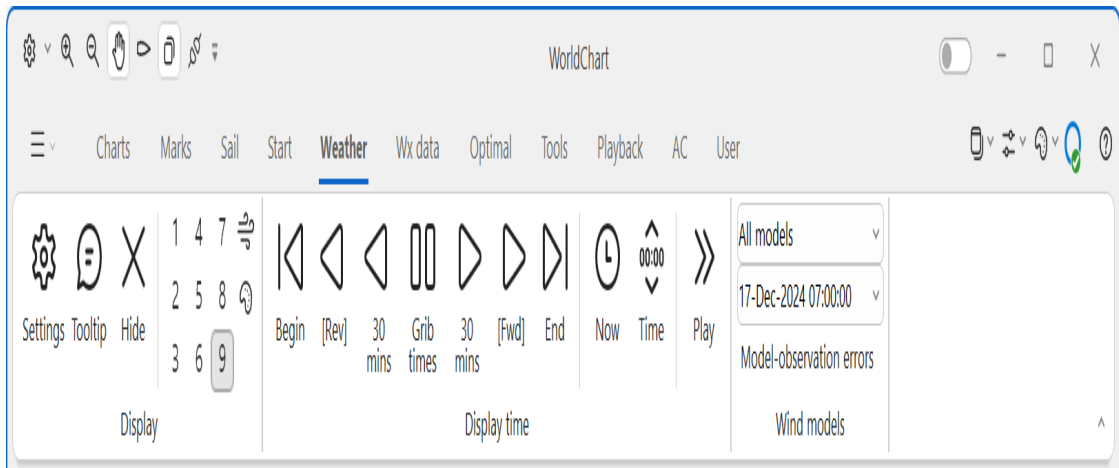 WorldChart
Charts Marks Sail Start Weather Wx data Optimal Tools Playback AC User
1 4 7
2 5 8
3 6 9
Settings Tooltip Hide
Display
00:00
Begin [Rev] 30 mins Grib times 30 mins [Fwd] End Now Time Play
Display time
All models
17-Dec-2024 07:00:00
Model-observation errors
Wind models